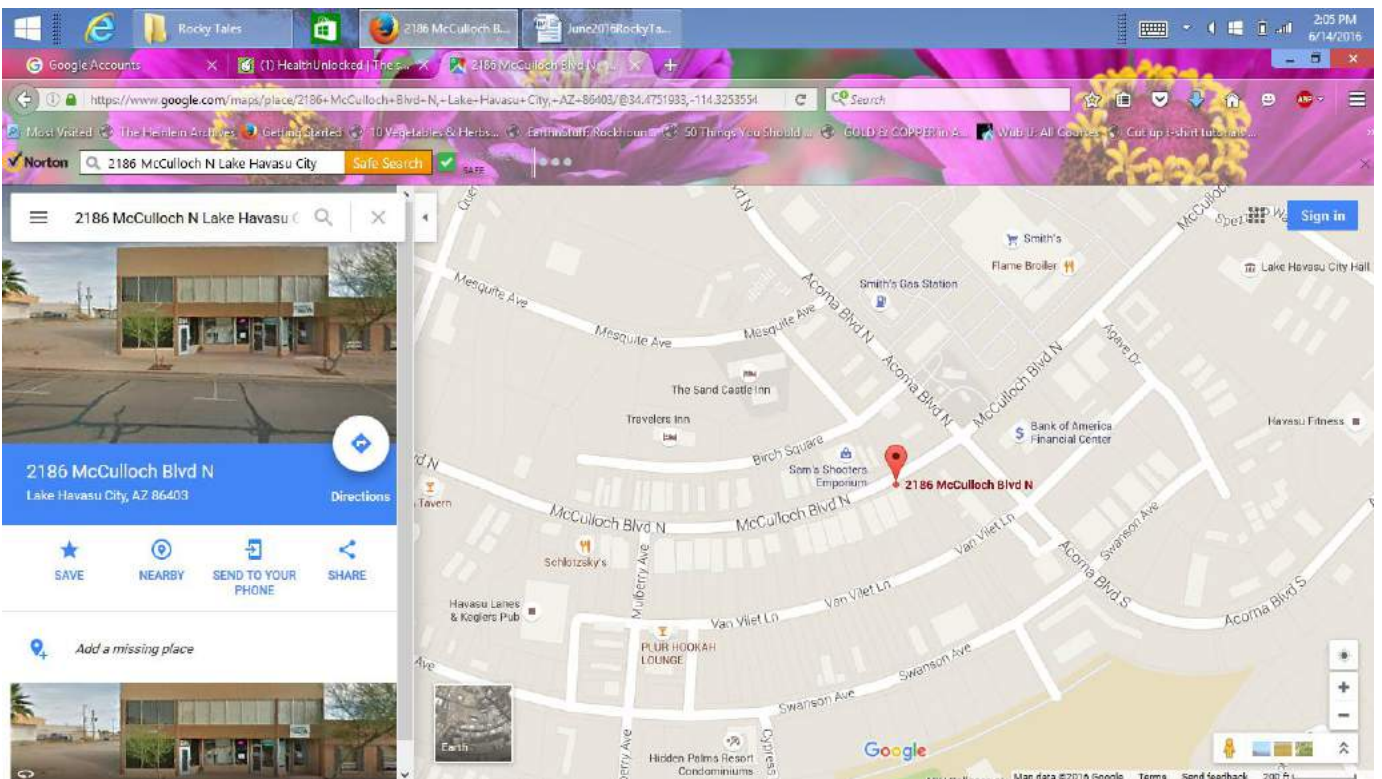 Rocky Tales
2186 McCulloch B...
June2016RockyTa...
2:05 PM
6/14/2016
Google Accounts
(1) HealthUnlocked | The s...
2186 McCulloch Blvd N
https://www.google.com/maps/place/2186+McCulloch+Blvd+N,+Lake+Havasu+City,+AZ+86403/@34.4751933,-114.3253554
Search
ABP
Most Visited
The Heinlein Archives
Getting Started
10 Vegetables & Herbs...
50 Things You Should
GOLD & COPPER in A...
Cut up t-shirt
Norton
2186 McCulloch N Lake Havasu City
Safe Search
SAFE
2186 McCulloch N Lake Havasu
Sign in
2186 McCulloch Blvd N
Lake Havasu City, AZ 86403
Directions
SAVE
NEARBY
SEND TO YOUR
PHONE
SHARE
Add a missing place
McCulloch
Smith's
Flame Broiler
Lake Havasu City Hall
Smith's Gas Station
Mesquite Ave
Mesquite Ave
Mesquite Ave
Acoma Blvd N
Acoma Blvd N
McCulloch Blvd N
Agave Dr
The Sand Castle Inn
Travelers Inn
Bank of America
Financial Center
Havasu Fitness
Birch Square
Sam's Shooters
Emporium
2186 McCulloch Blvd N
Tavern
McCulloch Blvd N
McCulloch Blvd N
Van Vliet Ln
Swanson Ave
Schlotzsky's
Mulberry Ave
Acoma Blvd S
Acoma Blvd S
Havasu Lanes
& Keglers Pub
Van Vliet Ln
Van Vliet Ln
PLUR HOOKAH
LOUNGE
Ave
Swanson Ave
Swanson Ave
Earth
Hidden Palms Resort
Condominiums
Cypress
Google
Map data ©2016 Google
Terms
Send feedback
200 ft